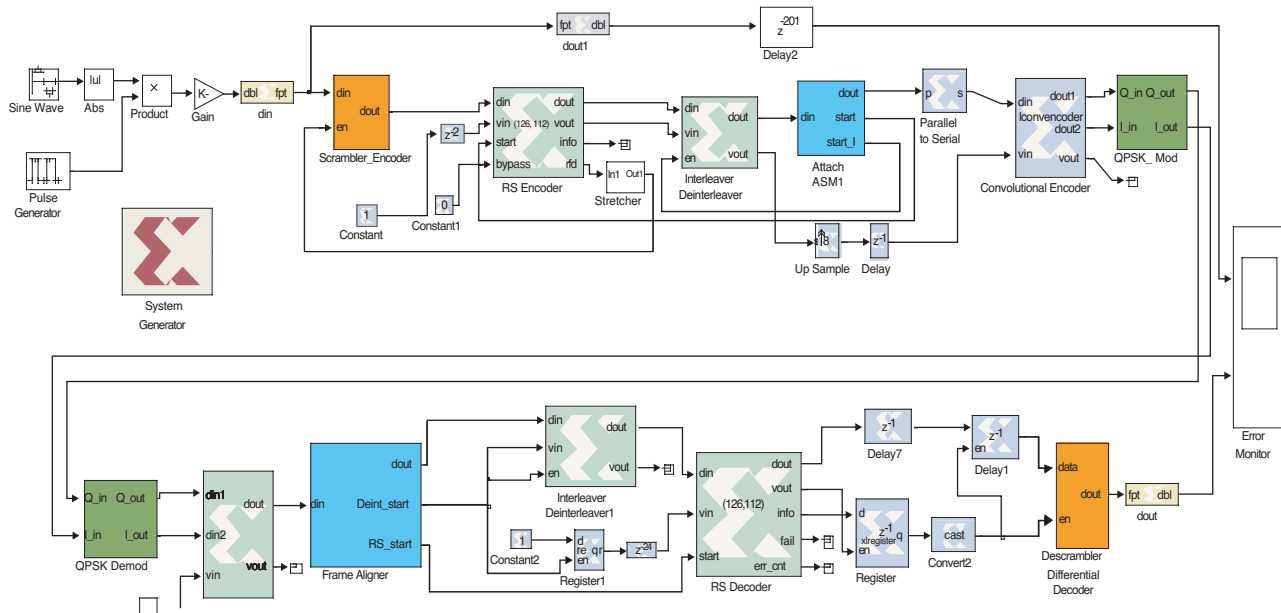 fpt dbl
dout1
z-201
Delay2
Sine Wave
|u|
Abs
×
Product
K-
Gain
dbl fpt
din
Pulse
Generator
din
dout
en
Scrambler_Encoder
1
Constant
z-2
0
Constant1
din
vin
start
bypass
(126,112)
dout
vout
info
rfd
RS Encoder
In1 Out1
Stretcher
din
vin
en
dout
vout
Interleaver
Deinterleaver
din
dout
start
start_I
Attach
ASM1
p s
Parallel
to Serial
8
Up Sample
z-1
Delay
din
vin
dout1
Iconvencoder
dout2
vout
Convolutional Encoder
Q_in Q_out
I_in I_out
QPSK_ Mod
System
Generator
Error
Monitor
Q_in Q_out
I_in I_out
QPSK Demod
din1
din2
vin
dout
vout
din
dout
Deint_start
RS_start
Frame Aligner
din
vin
en
dout
vout
Interleaver
Deinterleaver1
1
Constant2
d
re qr
en
Register1
z-24
din
vin
start
(126,112)
dout
vout
info
fail
err_cnt
RS Decoder
z-1
Delay7
d
en
z-1
xlregister
q
Register
cast
Convert2
z-1
en
Delay1
data
dout
en
Descrambler
Differential
Decoder
fpt dbl
dout